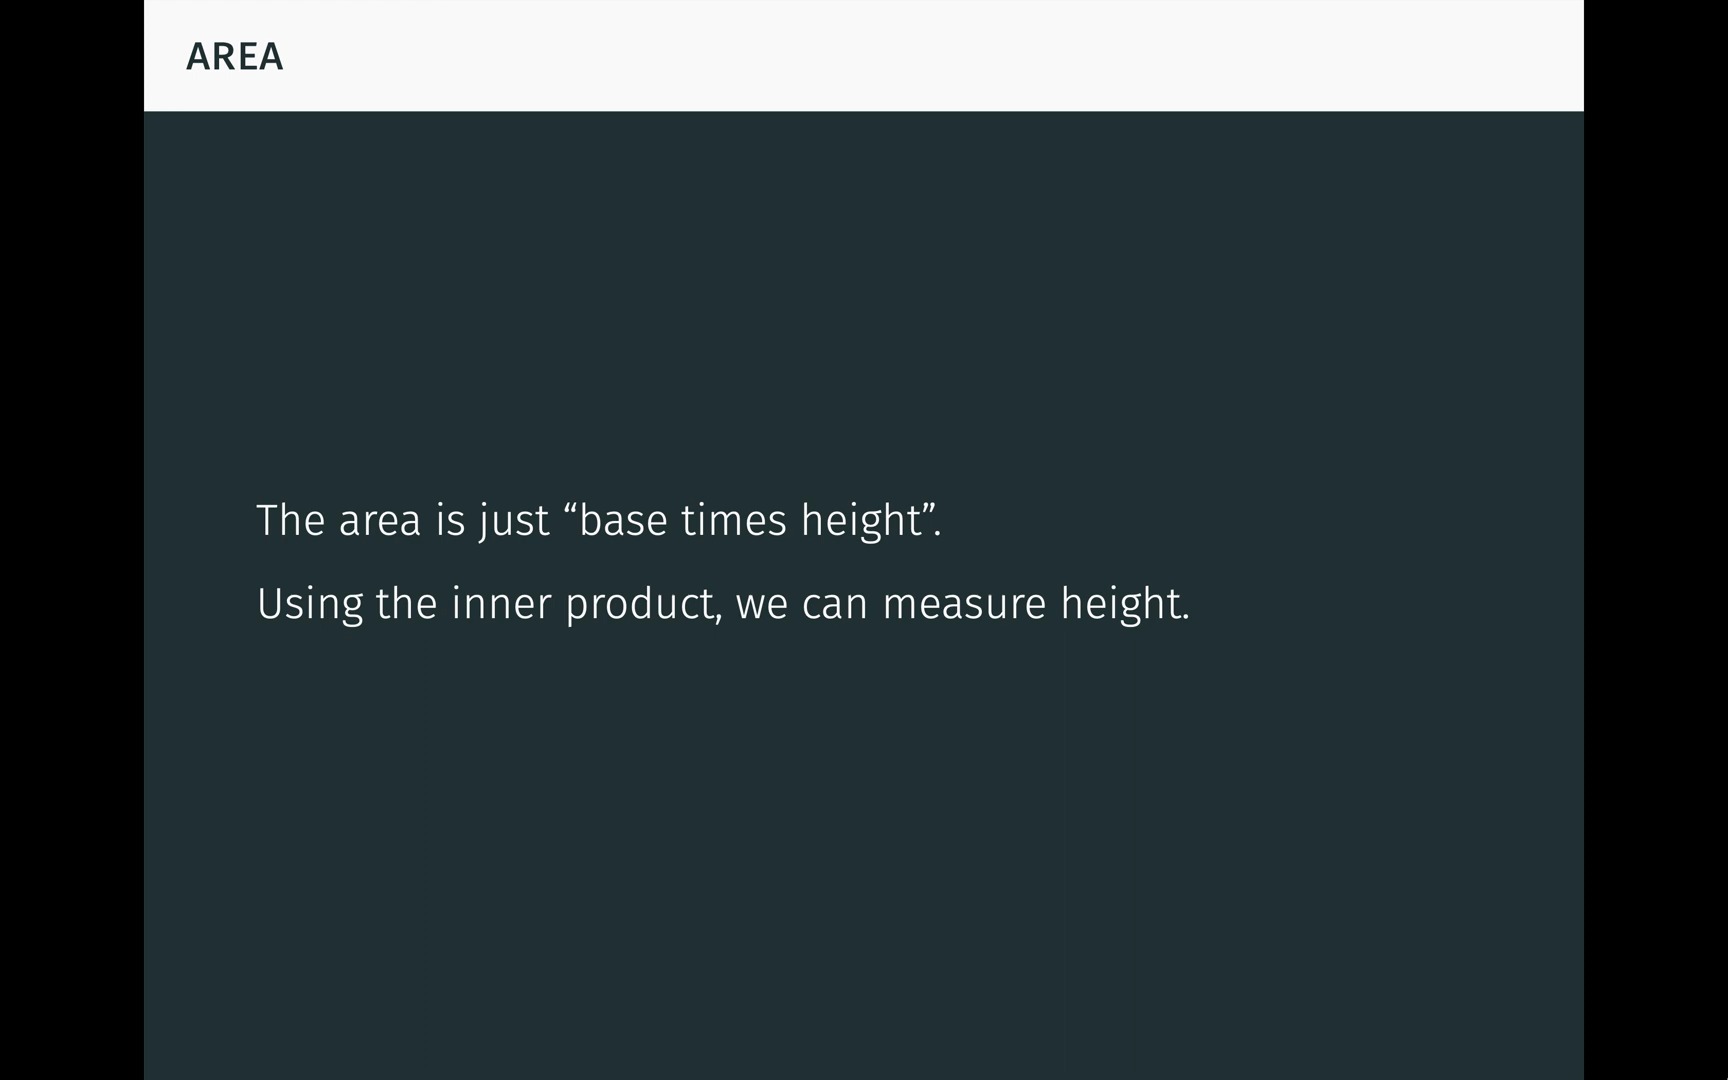 AREA
The area is just “base times height”.
Using the inner product, we can measure height.